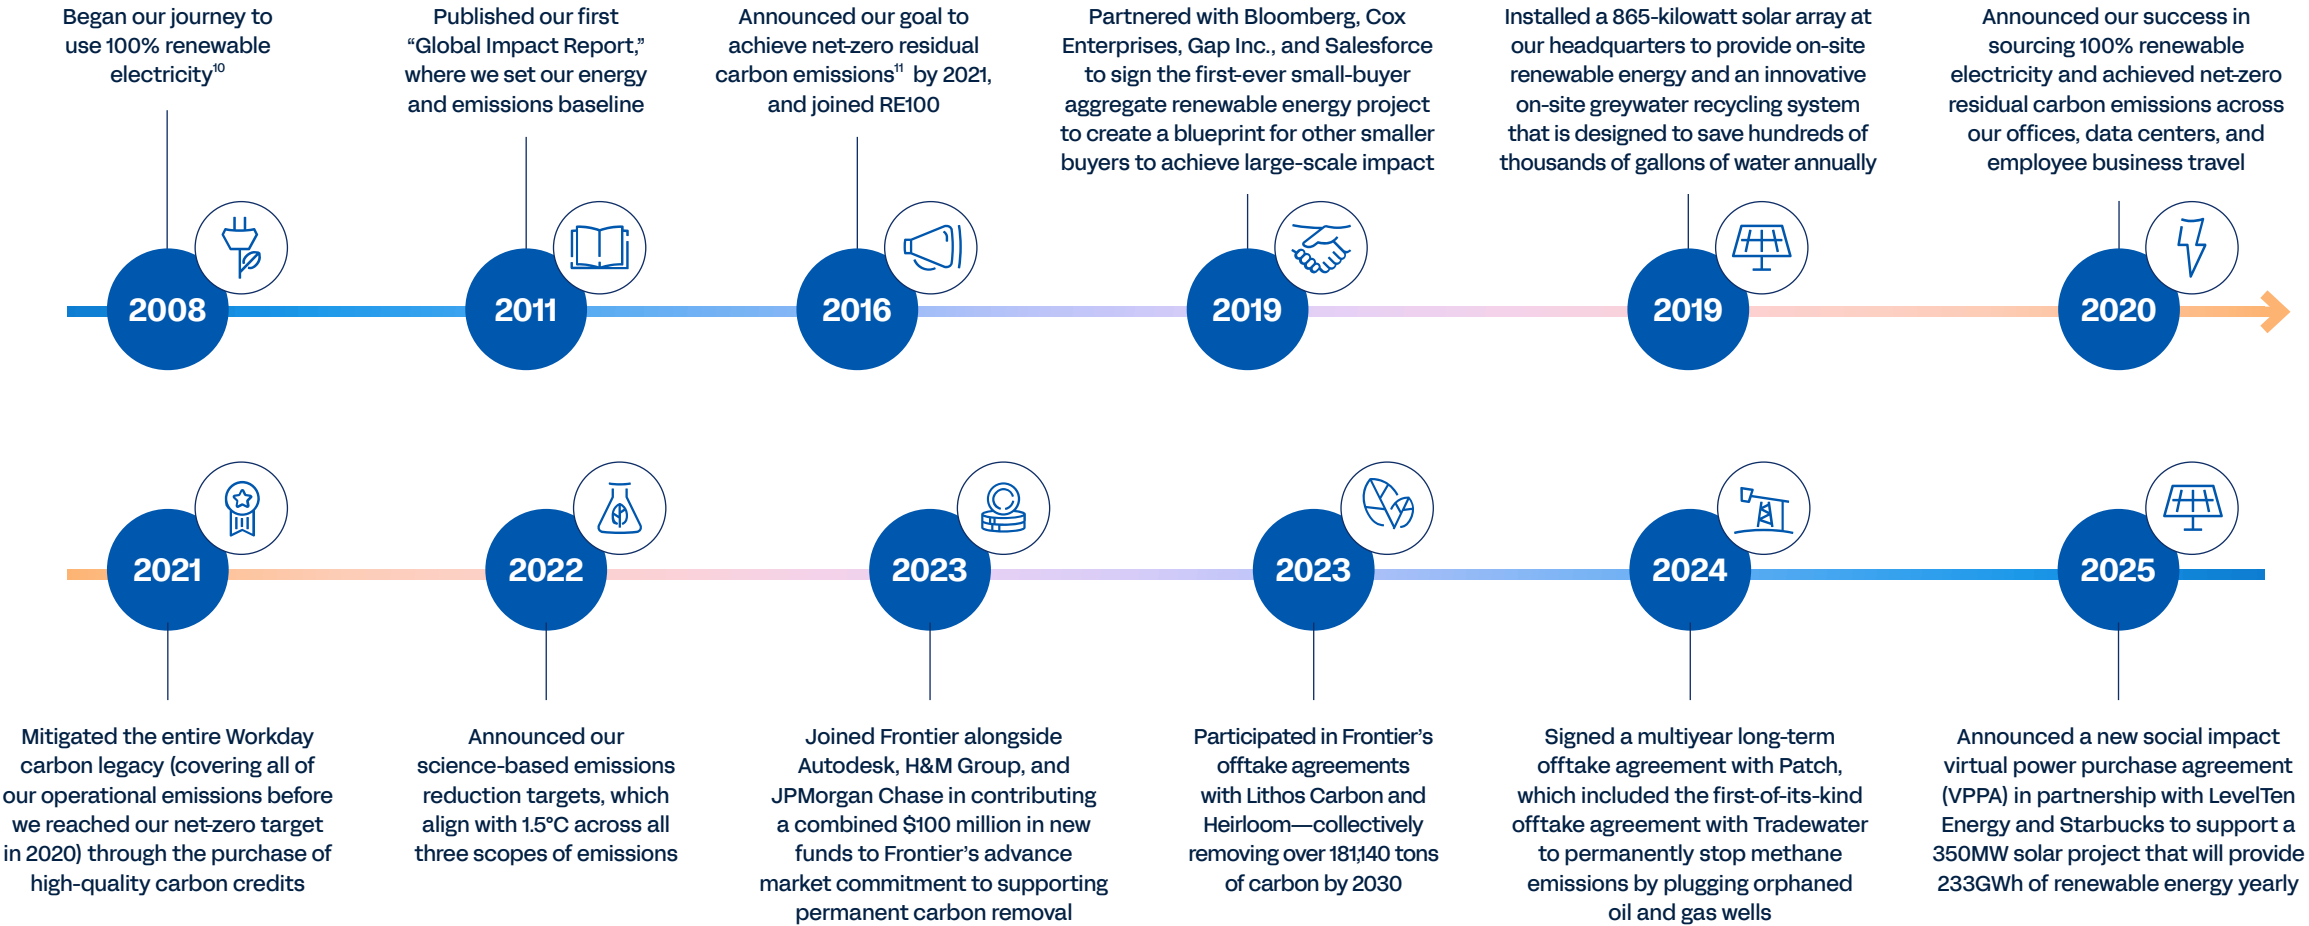 Began our journey to
use 100% renewable
electricity10
Published our first
“Global Impact Report,”
where we set our energy
and emissions baseline
Announced our goal to
achieve net-zero residual
carbon emissions11 by 2021,
and joined RE100
Partnered with Bloomberg, Cox
Enterprises, Gap Inc., and Salesforce
to sign the first-ever small-buyer
aggregate renewable energy project
to create a blueprint for other smaller
buyers to achieve large-scale impact
Installed a 865-kilowatt solar array at
our headquarters to provide on-site
renewable energy and an innovative
on-site greywater recycling system
that is designed to save hundreds of
thousands of gallons of water annually
Announced our success in
sourcing 100% renewable
electricity and achieved net-zero
residual carbon emissions across
our offices, data centers, and
employee business travel
2008
2011
2016
2019
2019
2020
2021
2022
2023
2023
2024
2025
Mitigated the entire Workday
carbon legacy (covering all of
our operational emissions before
we reached our net-zero target
in 2020) through the purchase of
high-quality carbon credits
Announced our
science-based emissions
reduction targets, which
align with 1.5°C across all
three scopes of emissions
Joined Frontier alongside
Autodesk, H&M Group, and
JPMorgan Chase in contributing
a combined $100 million in new
funds to Frontier’s advance
market commitment to supporting
permanent carbon removal
Participated in Frontier’s
offtake agreements
with Lithos Carbon and
Heirloom—collectively
removing over 181,140 tons
of carbon by 2030
Signed a multiyear long-term
offtake agreement with Patch,
which included the first-of-its-kind
offtake agreement with Tradewater
to permanently stop methane
emissions by plugging orphaned
oil and gas wells
Announced a new social impact
virtual power purchase agreement
(VPPA) in partnership with LevelTen
Energy and Starbucks to support a
350MW solar project that will provide
233GWh of renewable energy yearly